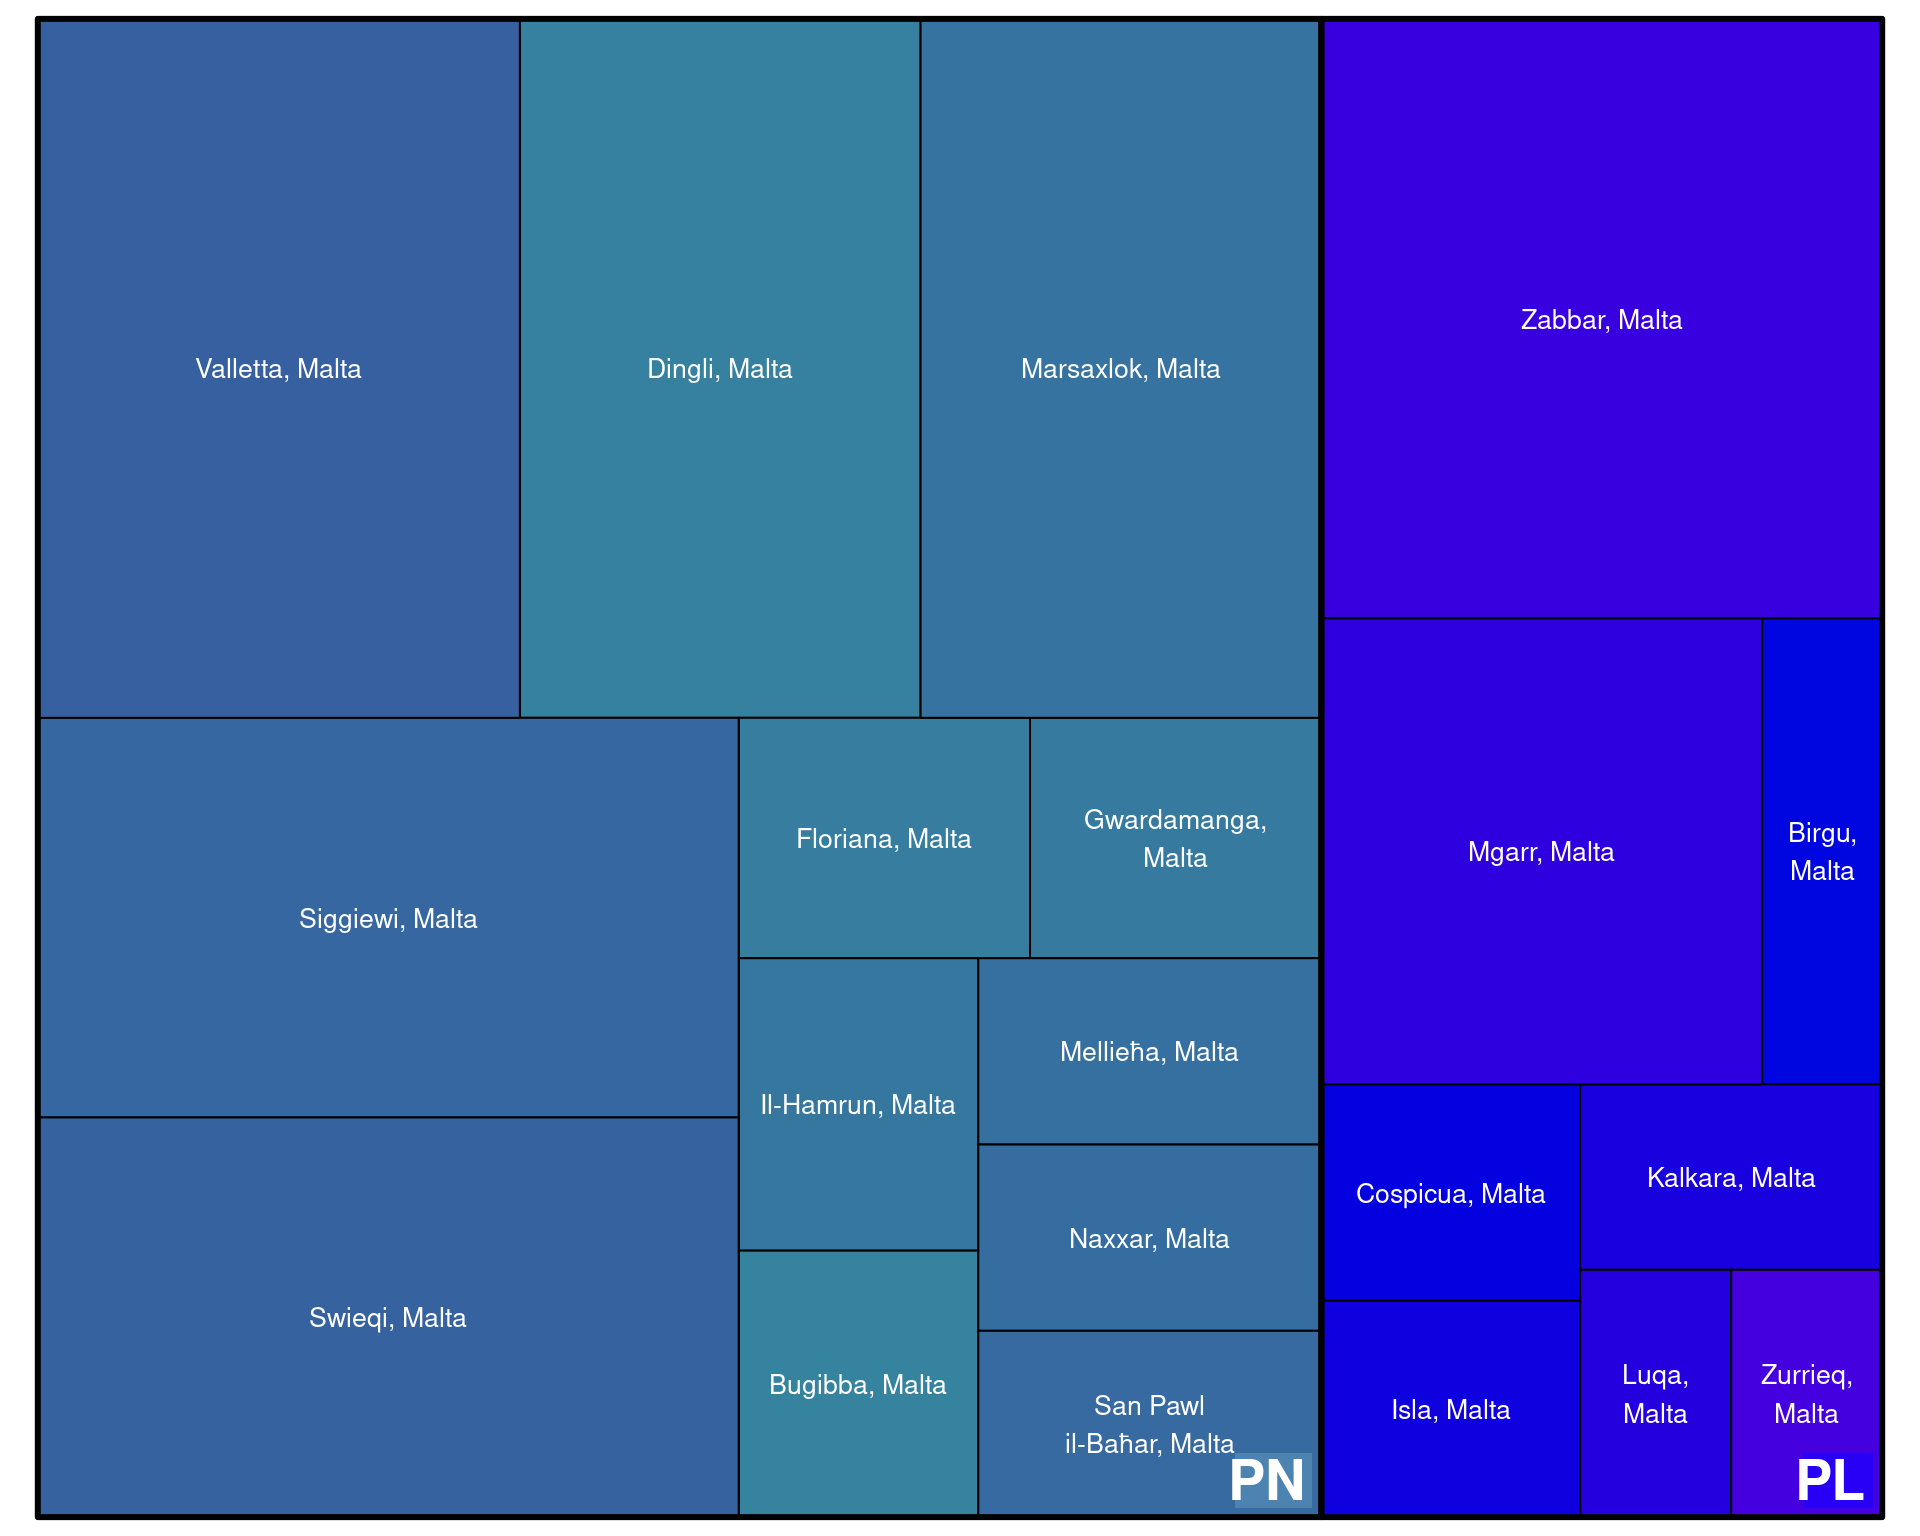 Valletta, Malta
Dingli, Malta
Marsaxlok, Malta
Zabbar, Malta
Siggiewi, Malta
Floriana, Malta
Gwardamanga,
Malta
Mgarr, Malta
Birgu,
Malta
Il-Hamrun, Malta
Mellieħa, Malta
Naxxar, Malta
Cospicua, Malta
Kalkara, Malta
Swieqi, Malta
Bugibba, Malta
San Pawl
il-Baħar, Malta
Isla, Malta
Luqa,
Malta
Zurrieq,
Malta
PN
PL